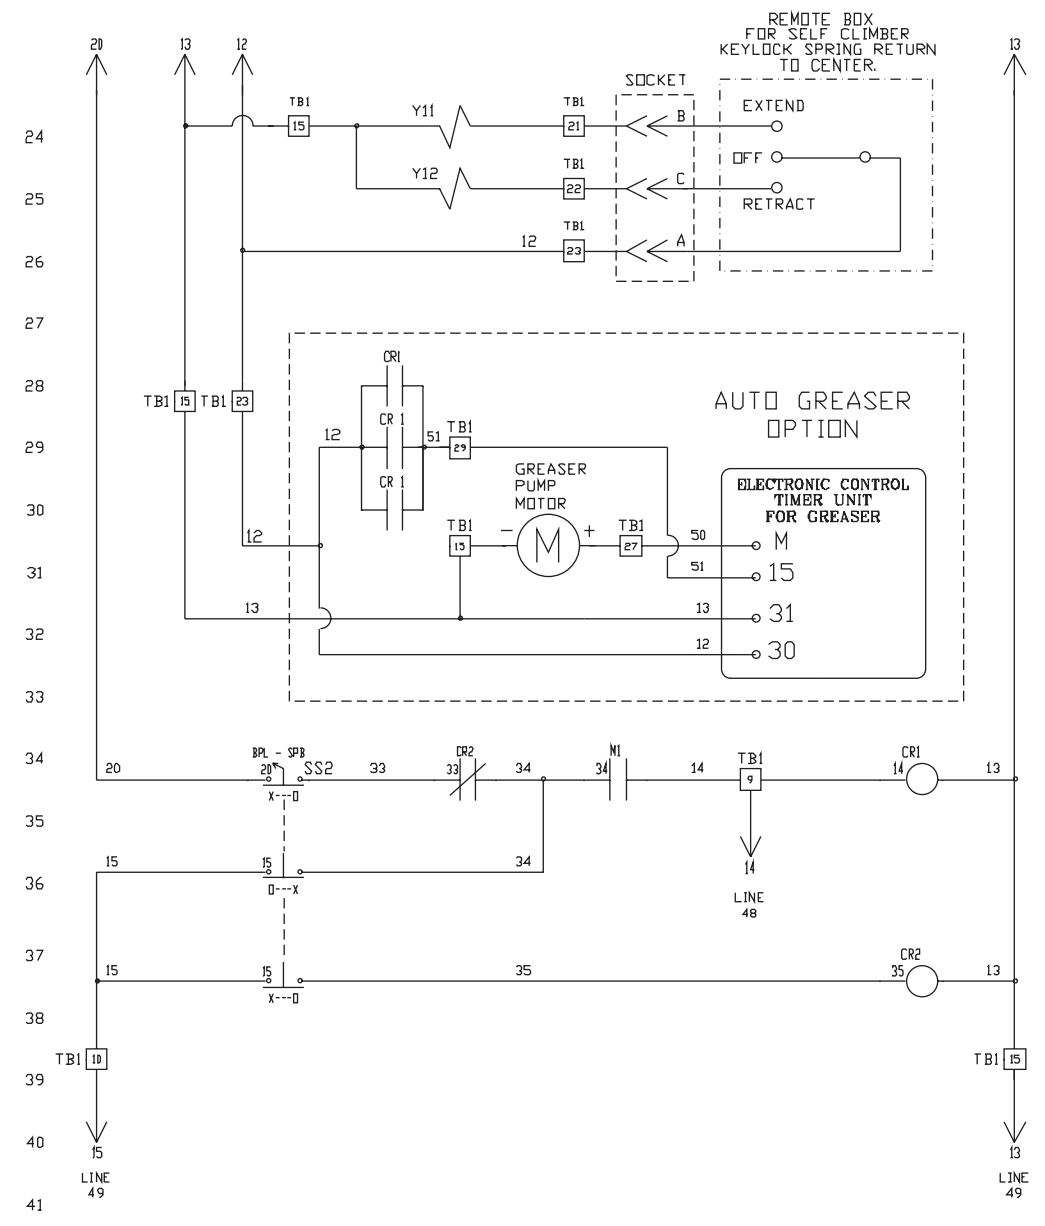 REMOTE BOX
FOR SELF CLIMBER
KEYLOCK SPRING RETURN
TO CENTER.
20
13
12
13
SOCKET
TB1
Y11
TB1
B
EXTEND
15
21
24
OFF
TB1
Y12
C
22
25
RETRACT
TB1
12
A
23
26
27
CR1
28
TB1 15
TB1 23
AUTO GREASER
OPTION
CR 1
12
51
TB1
29
29
CR 1
GREASER
PUMP
MOTOR
ELECTRONIC CONTROL
TIMER UNIT
FOR GREASER
30
TB1
-
+
TB1
12
15
M
27
50
M
31
51
15
13
13
31
32
12
30
33
34
BPL - SPB
20
20
SS2
33
CR2
33
34
N1
34
14
TB1
9
CR1
14
13
X---O
35
15
15
34
14
36
O---X
LINE
48
37
15
15
35
CR2
35
13
X---O
38
TB1 10
TB1 15
39
40
15
13
LINE
49
LINE
49
41